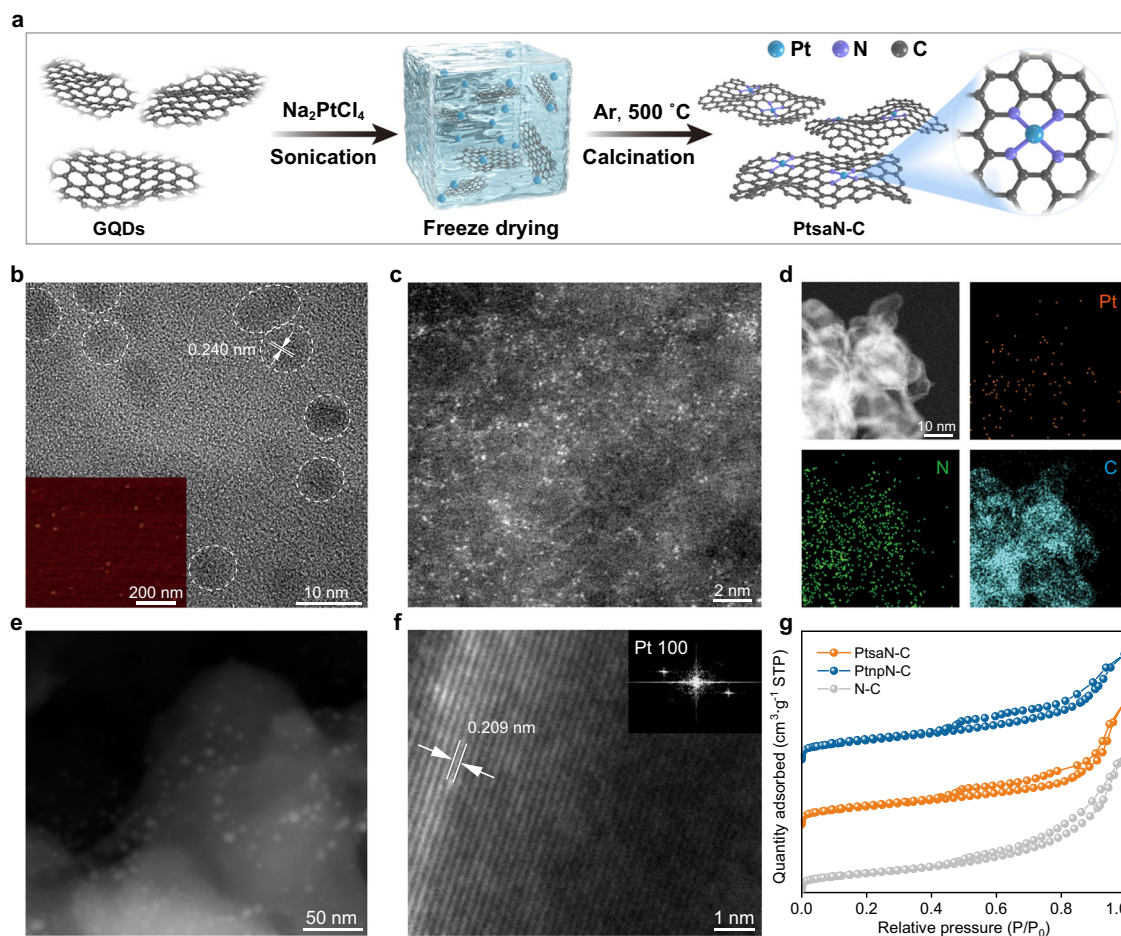 a
Pt N C
Na₂PtCl₄
Sonication
Ar, 500 ˚C
Calcination
GQDs
Freeze drying
PtsaN-C
b
0.240 nm
200 nm
10 nm
c
2 nm
d
10 nm
Pt
N
C
e
50 nm
f
Pt 100
0.209 nm
1 nm
g
PtsaN-C
PtnpN-C
N-C
Quantity adsorbed (cm³·g⁻¹ STP)
0.0 0.2 0.4 0.6 0.8 1.0
Relative pressure (P/P₀)